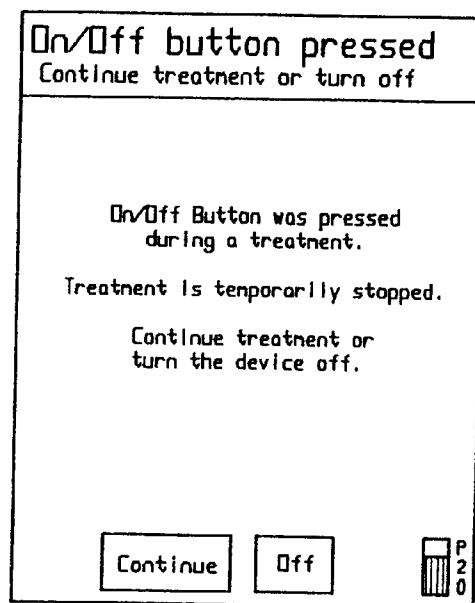 On/Off button pressed
Continue treatment or turn off
On/Off Button was pressed
during a treatment.
Treatment is temporarily stopped.
Continue treatment or
turn the device off.
Continue
Off
P
2
0